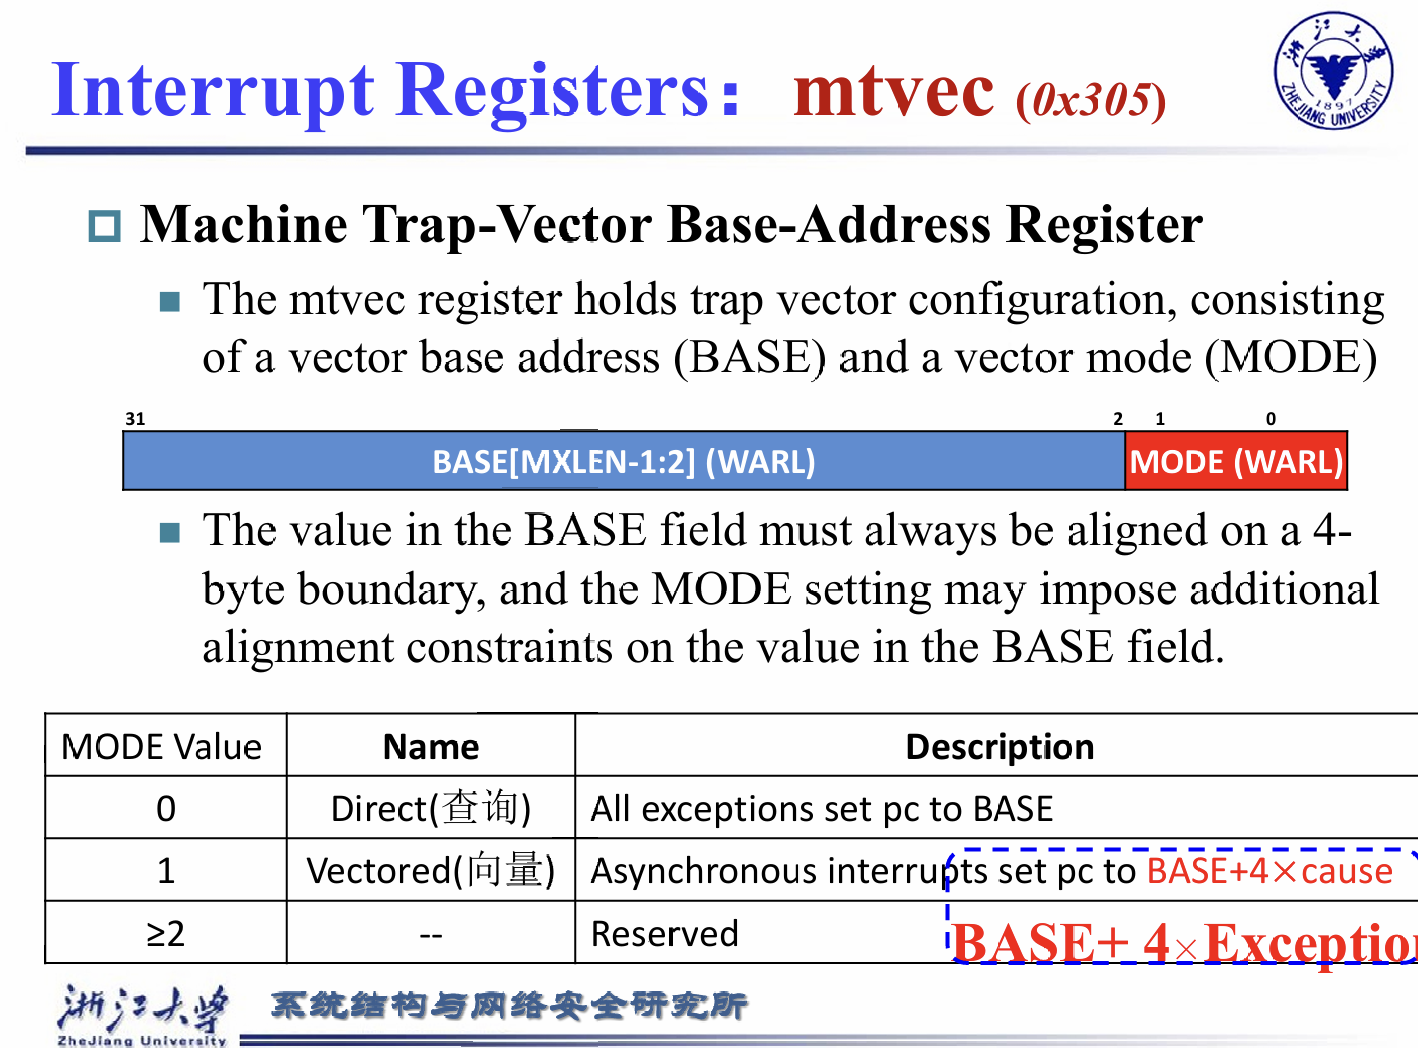 Interrupt Registers： mtvec (0x305)
浙江大学
ZHEJIANG UNIVERSITY
1897
Machine Trap-Vector Base-Address Register
The mtvec register holds trap vector configuration, consisting
of a vector base address (BASE) and a vector mode (MODE)
31 2 1 0
BASE[MXLEN-1:2] (WARL) MODE (WARL)
The value in the BASE field must always be aligned on a 4-
byte boundary, and the MODE setting may impose additional
alignment constraints on the value in the BASE field.
MODE Value Name Description
0 Direct(查询) All exceptions set pc to BASE
1 Vectored(向量) Asynchronous interrupts set pc to BASE+4×cause
≥2 -- Reserved
BASE+ 4×Exception
浙江大学 系统结构与网络安全研究所
ZheJiang University